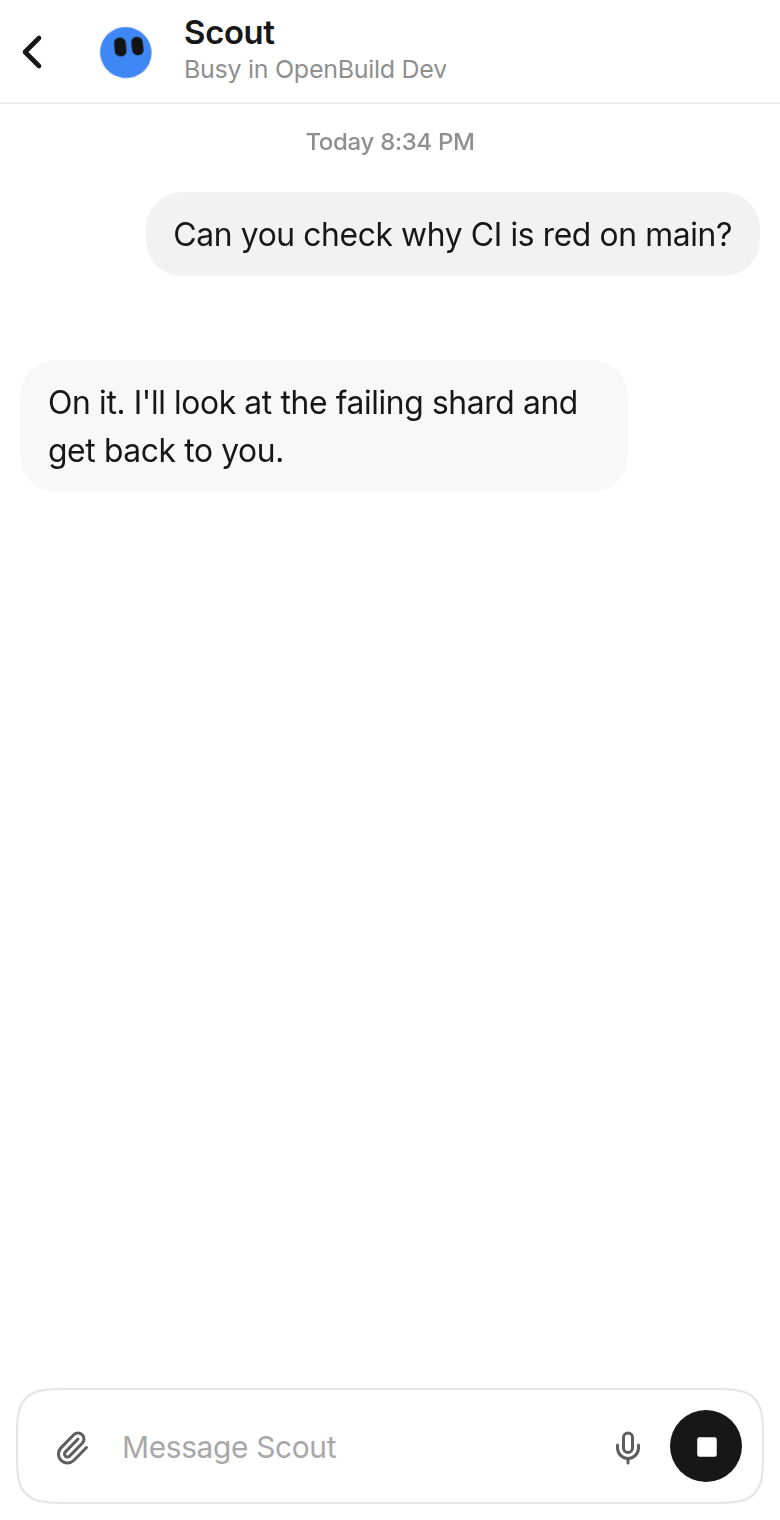 Scout
Busy in OpenBuild Dev
Today 8:34 PM
Can you check why CI is red on main?
On it. I'll look at the failing shard and
get back to you.
Message Scout